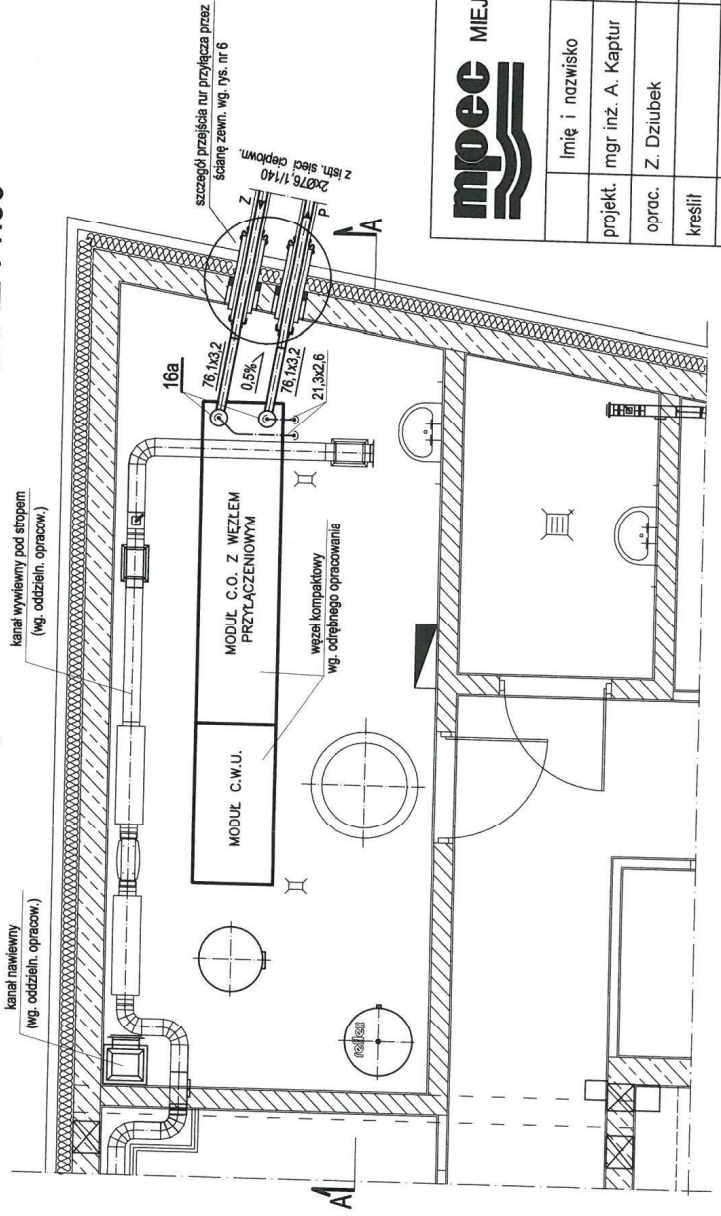 kanał nawiewny
(wg. oddzieln. opracow.)
kanał wywiewny pod stropem
(wg. oddzieln. opracow.)
szczegół przejścia rur przyłącza przez
ścianę zewn. wg. rys. nr 6
2xØ76,1/140
z istn. sieci ciepłown.
Z
P
A
16a
76,1x3,2
0,5%
76,1x3,2
21,3x2,6
MODUŁ C.O. Z WĘZŁEM
PRZYŁĄCZENIOWYM
MODUŁ C.W.U.
węzeł kompaktowy
wg. odrębnego opracowania
reflex
A
mpec MIEJ
Imię i nazwisko
projekt. mgr inż. A. Kaptur
oprac. Z. Dziubek
kreślił